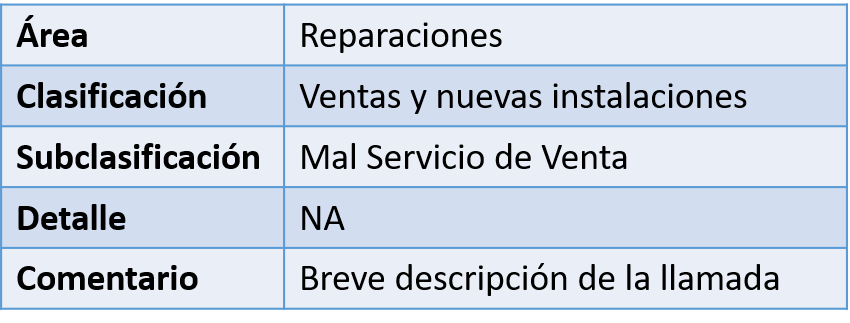 Área Reparaciones
Clasificación Ventas y nuevas instalaciones
Subclasificación Mal Servicio de Venta
Detalle NA
Comentario Breve descripción de la llamada